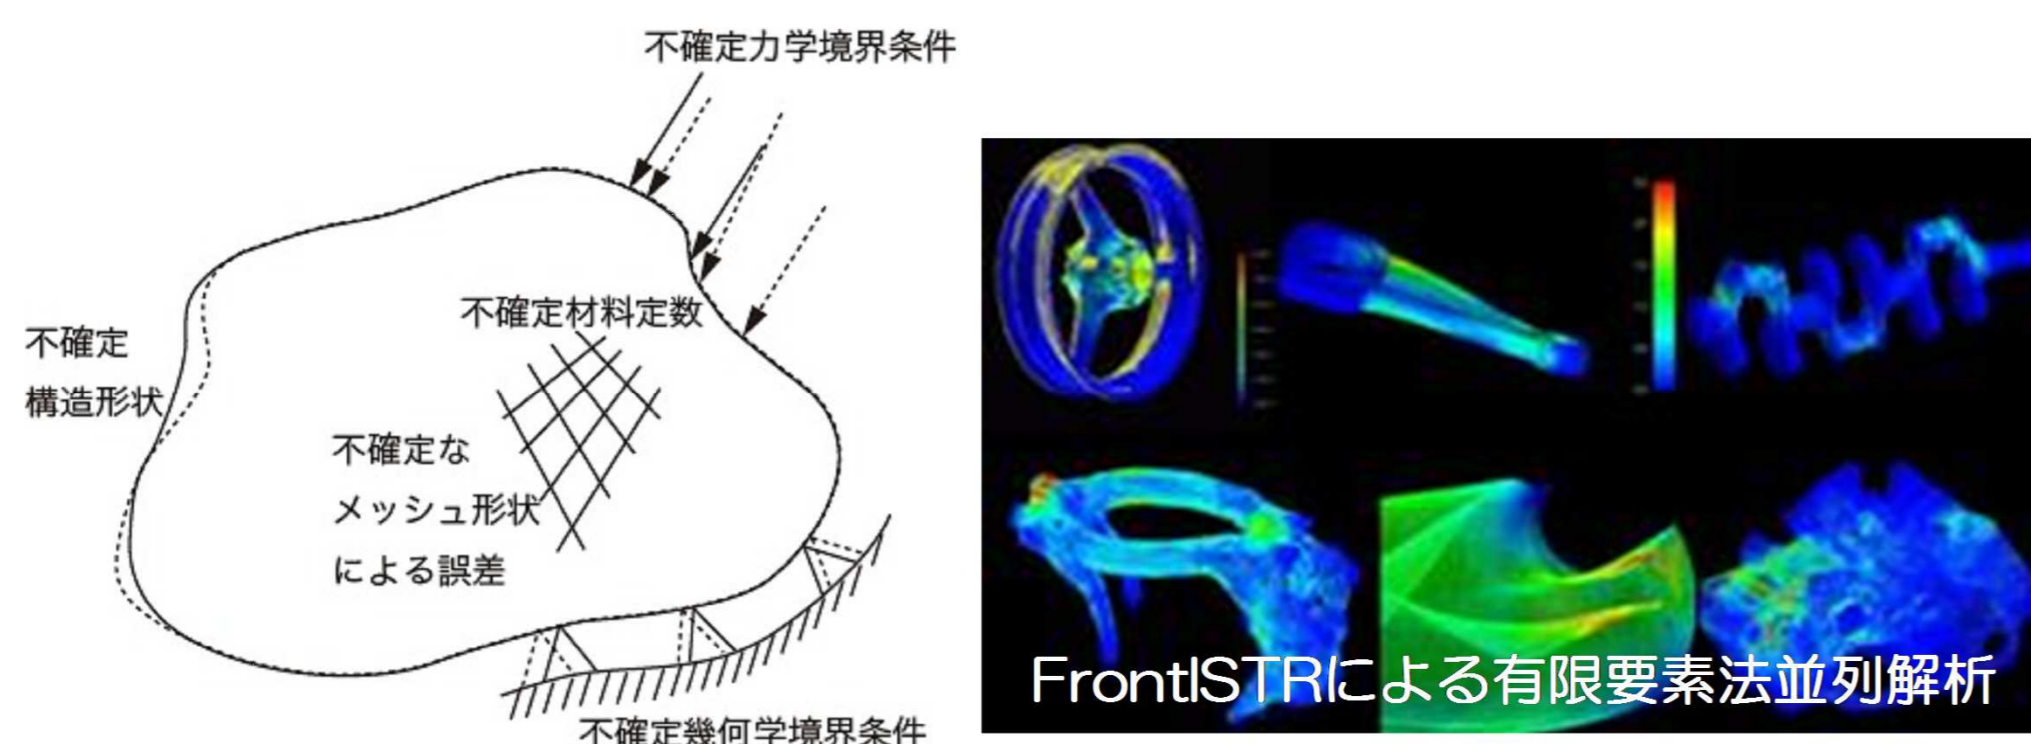 不確定力学境界条件
不確定材料定数
不確定
構造形状
不確定な
メッシュ形状
による誤差
不確定幾何学境界条件
FrontISTRによる有限要素法並列解析